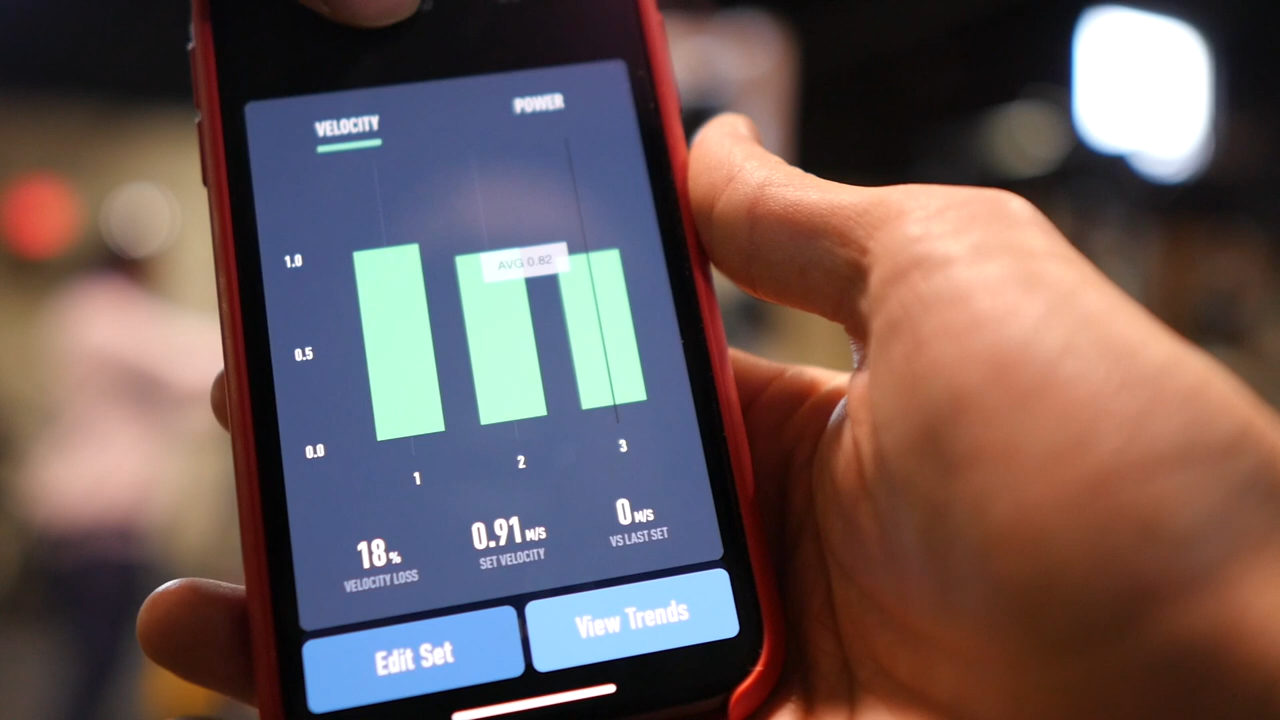 VELOCITY
POWER
1.0
AVG 0.82
0.5
0.0
1
2
3
18%
VELOCITY LOSS
0.91 M/S
SET VELOCITY
0 M/S
VS LAST SET
Edit Set
View Trends